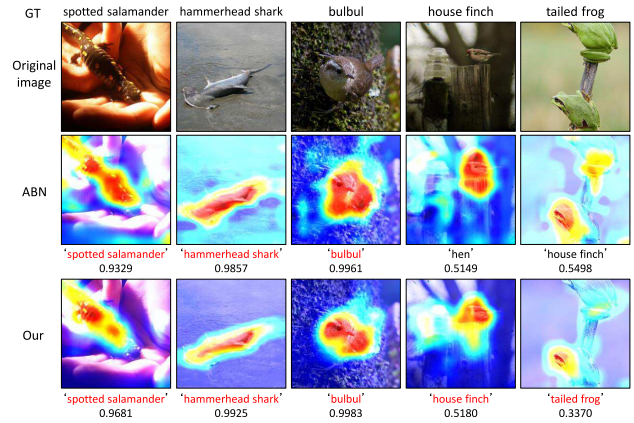 GT spotted salamander hammerhead shark bulbul house finch tailed frog
Original
image
ABN
‘spotted salamander’ ‘hammerhead shark’ ‘bulbul’ ‘hen’ ‘house finch’
0.9329 0.9857 0.9961 0.5149 0.5498
Our
‘spotted salamander’ ‘hammerhead shark’ ‘bulbul’ ‘house finch’ ‘tailed frog’
0.9681 0.9925 0.9983 0.5180 0.3370